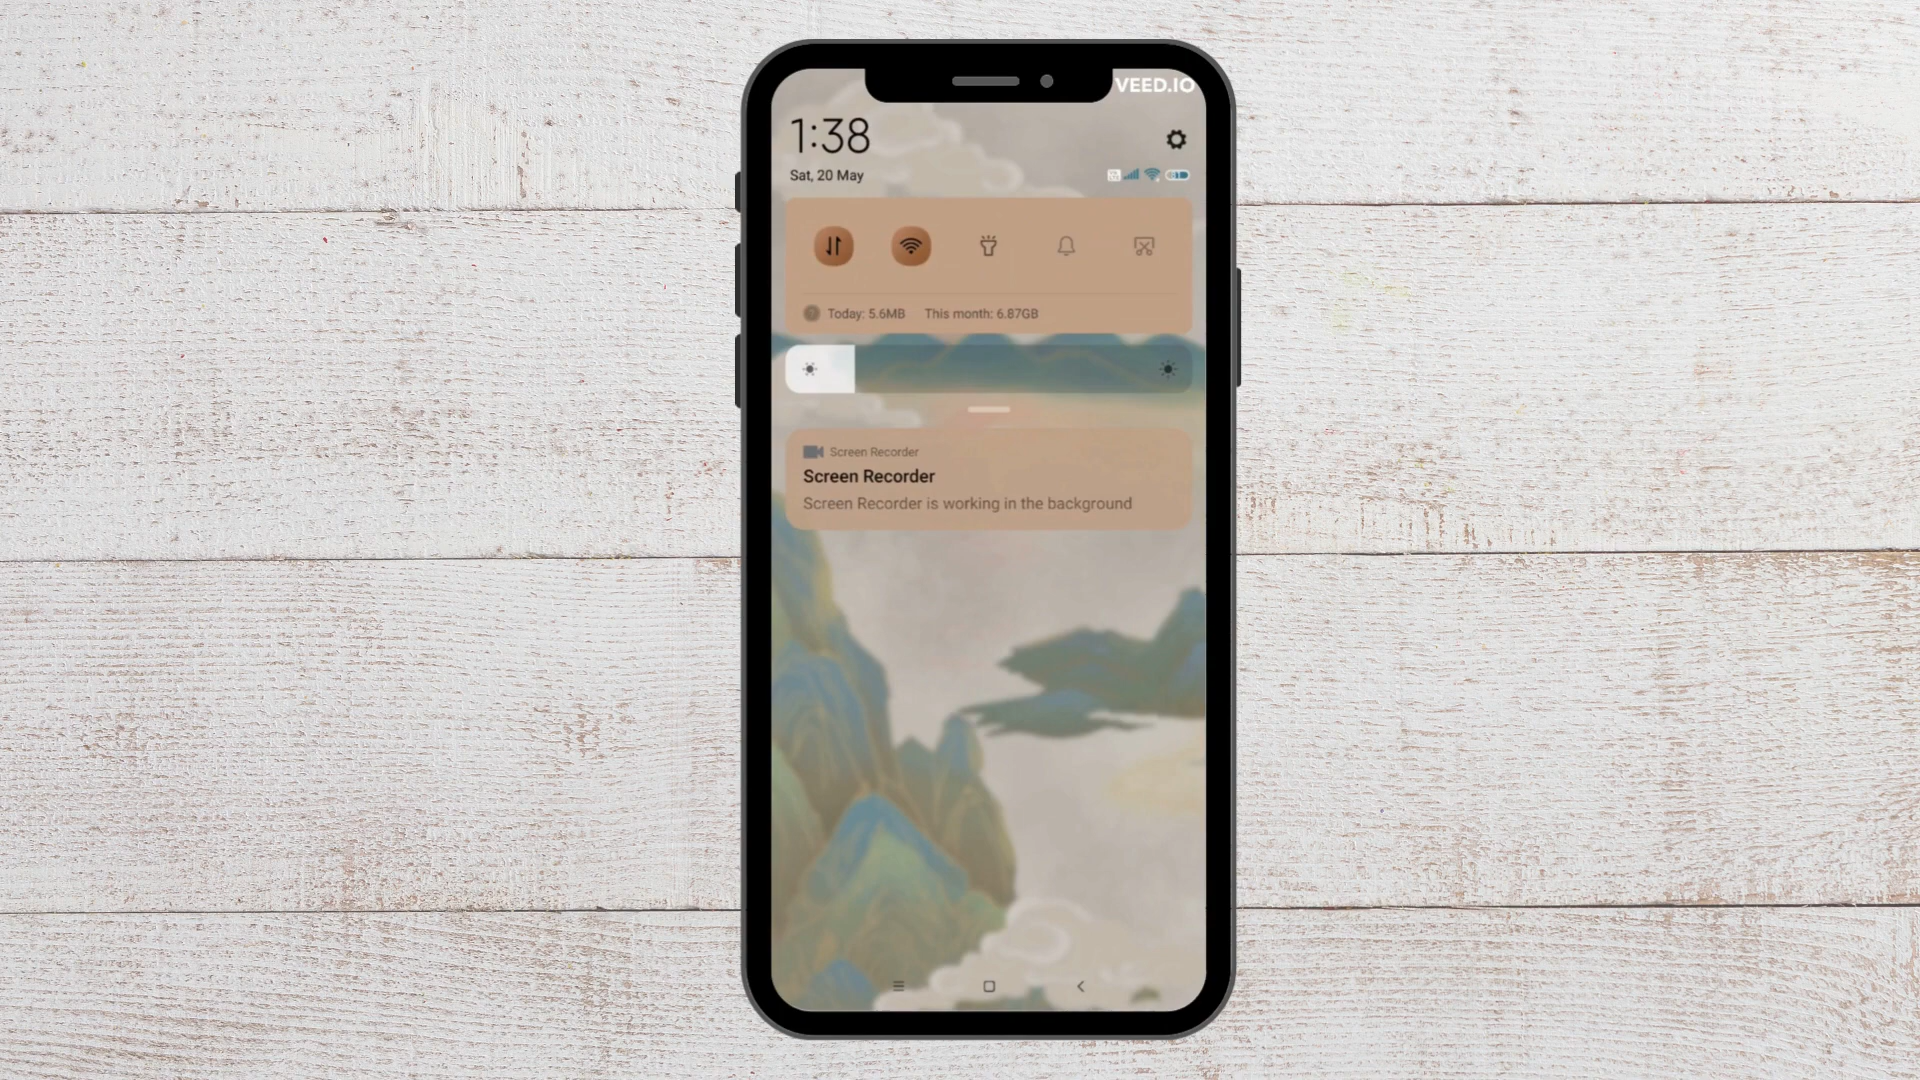 VEED.IO
1:38
Sat, 20 May
Today: 5.6MB This month: 6.87GB
Screen Recorder
Screen Recorder
Screen Recorder is working in the background